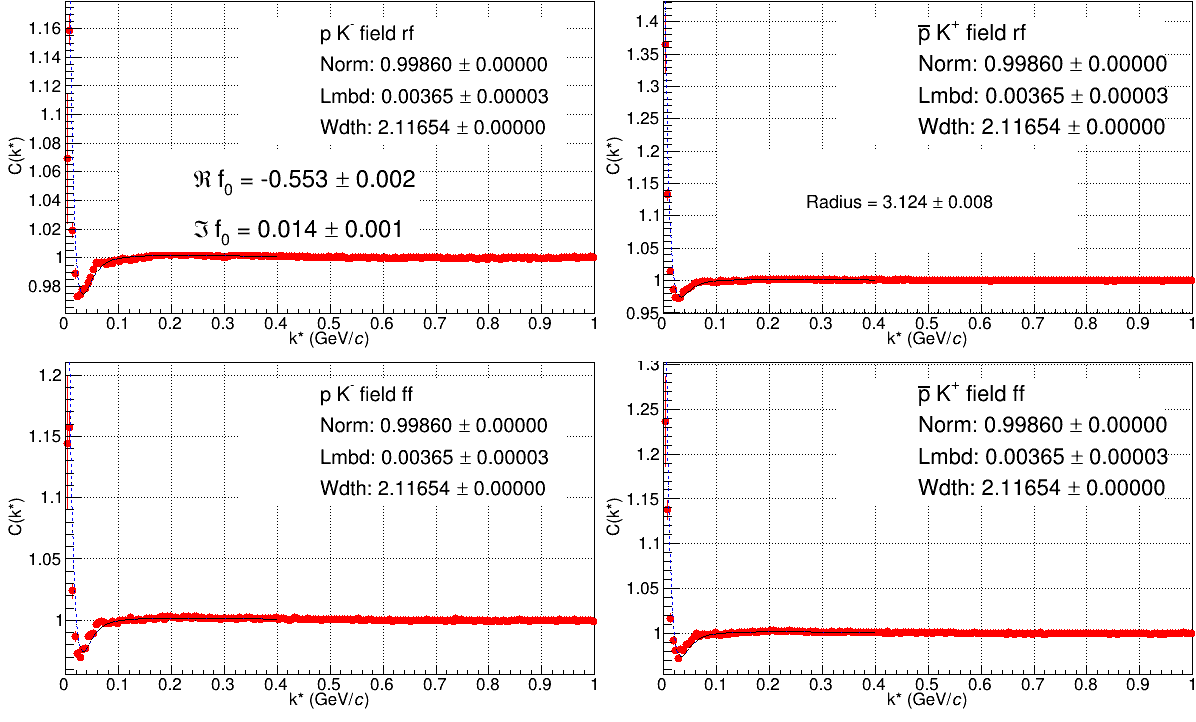 p K⁻ field rf
Norm: 0.99860 ± 0.00000
Lmbd: 0.00365 ± 0.00003
Wdth: 2.11654 ± 0.00000
ℜ f₀ = -0.553 ± 0.002
ℑ f₀ = 0.014 ± 0.001
C(k*)
1.16
1.14
1.12
1.1
1.08
1.06
1.04
1.02
1
0.98
0 0.1 0.2 0.3 0.4 0.5 0.6 0.7 0.8 0.9 1
k* (GeV/c)
p̅ K⁺ field rf
Norm: 0.99860 ± 0.00000
Lmbd: 0.00365 ± 0.00003
Wdth: 2.11654 ± 0.00000
Radius = 3.124 ± 0.008
C(k*)
1.4
1.35
1.3
1.25
1.2
1.15
1.1
1.05
1
0.95
0 0.1 0.2 0.3 0.4 0.5 0.6 0.7 0.8 0.9 1
k* (GeV/c)
p K⁻ field ff
Norm: 0.99860 ± 0.00000
Lmbd: 0.00365 ± 0.00003
Wdth: 2.11654 ± 0.00000
C(k*)
1.2
1.15
1.1
1.05
1
0 0.1 0.2 0.3 0.4 0.5 0.6 0.7 0.8 0.9 1
k* (GeV/c)
p̅ K⁺ field ff
Norm: 0.99860 ± 0.00000
Lmbd: 0.00365 ± 0.00003
Wdth: 2.11654 ± 0.00000
C(k*)
1.3
1.25
1.2
1.15
1.1
1.05
1
0 0.1 0.2 0.3 0.4 0.5 0.6 0.7 0.8 0.9 1
k* (GeV/c)